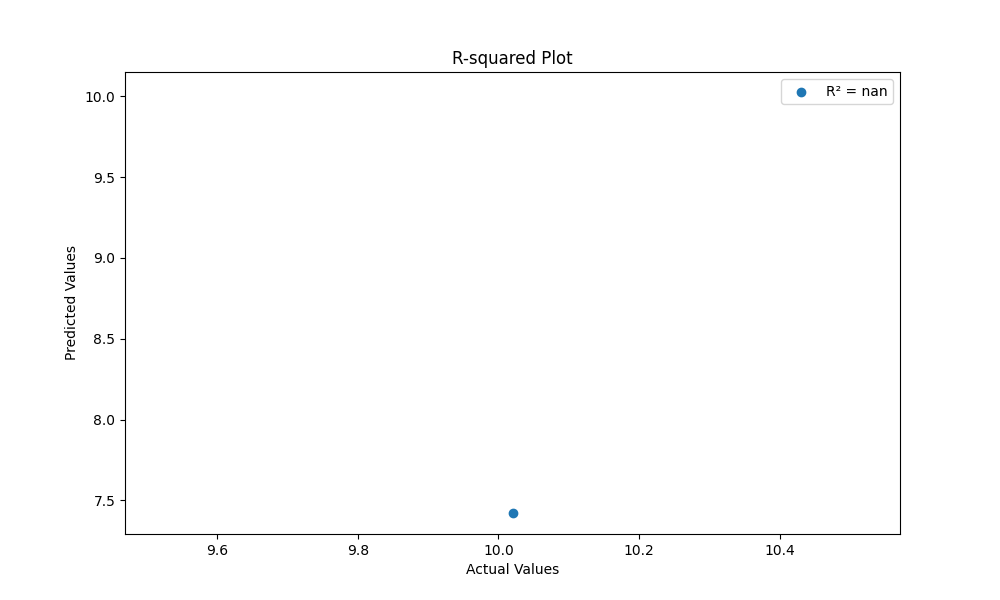 R-squared Plot
R² = nan
10.0
9.5
9.0
8.5
8.0
7.5
Predicted Values
9.6 9.8 10.0 10.2 10.4
Actual Values